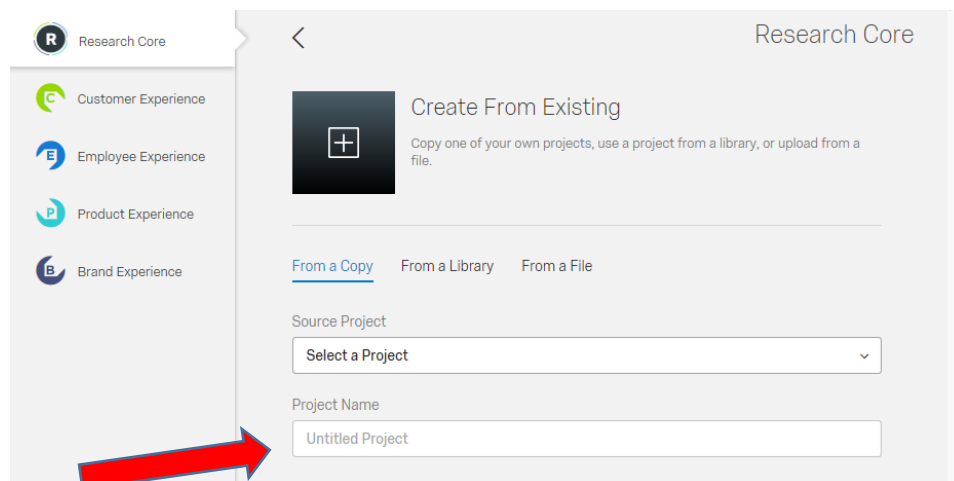 R Research Core
C Customer Experience
E Employee Experience
P Product Experience
B Brand Experience
Research Core
Create From Existing
Copy one of your own projects, use a project from a library, or upload from a
file.
From a Copy From a Library From a File
Source Project
Select a Project
Project Name
Untitled Project